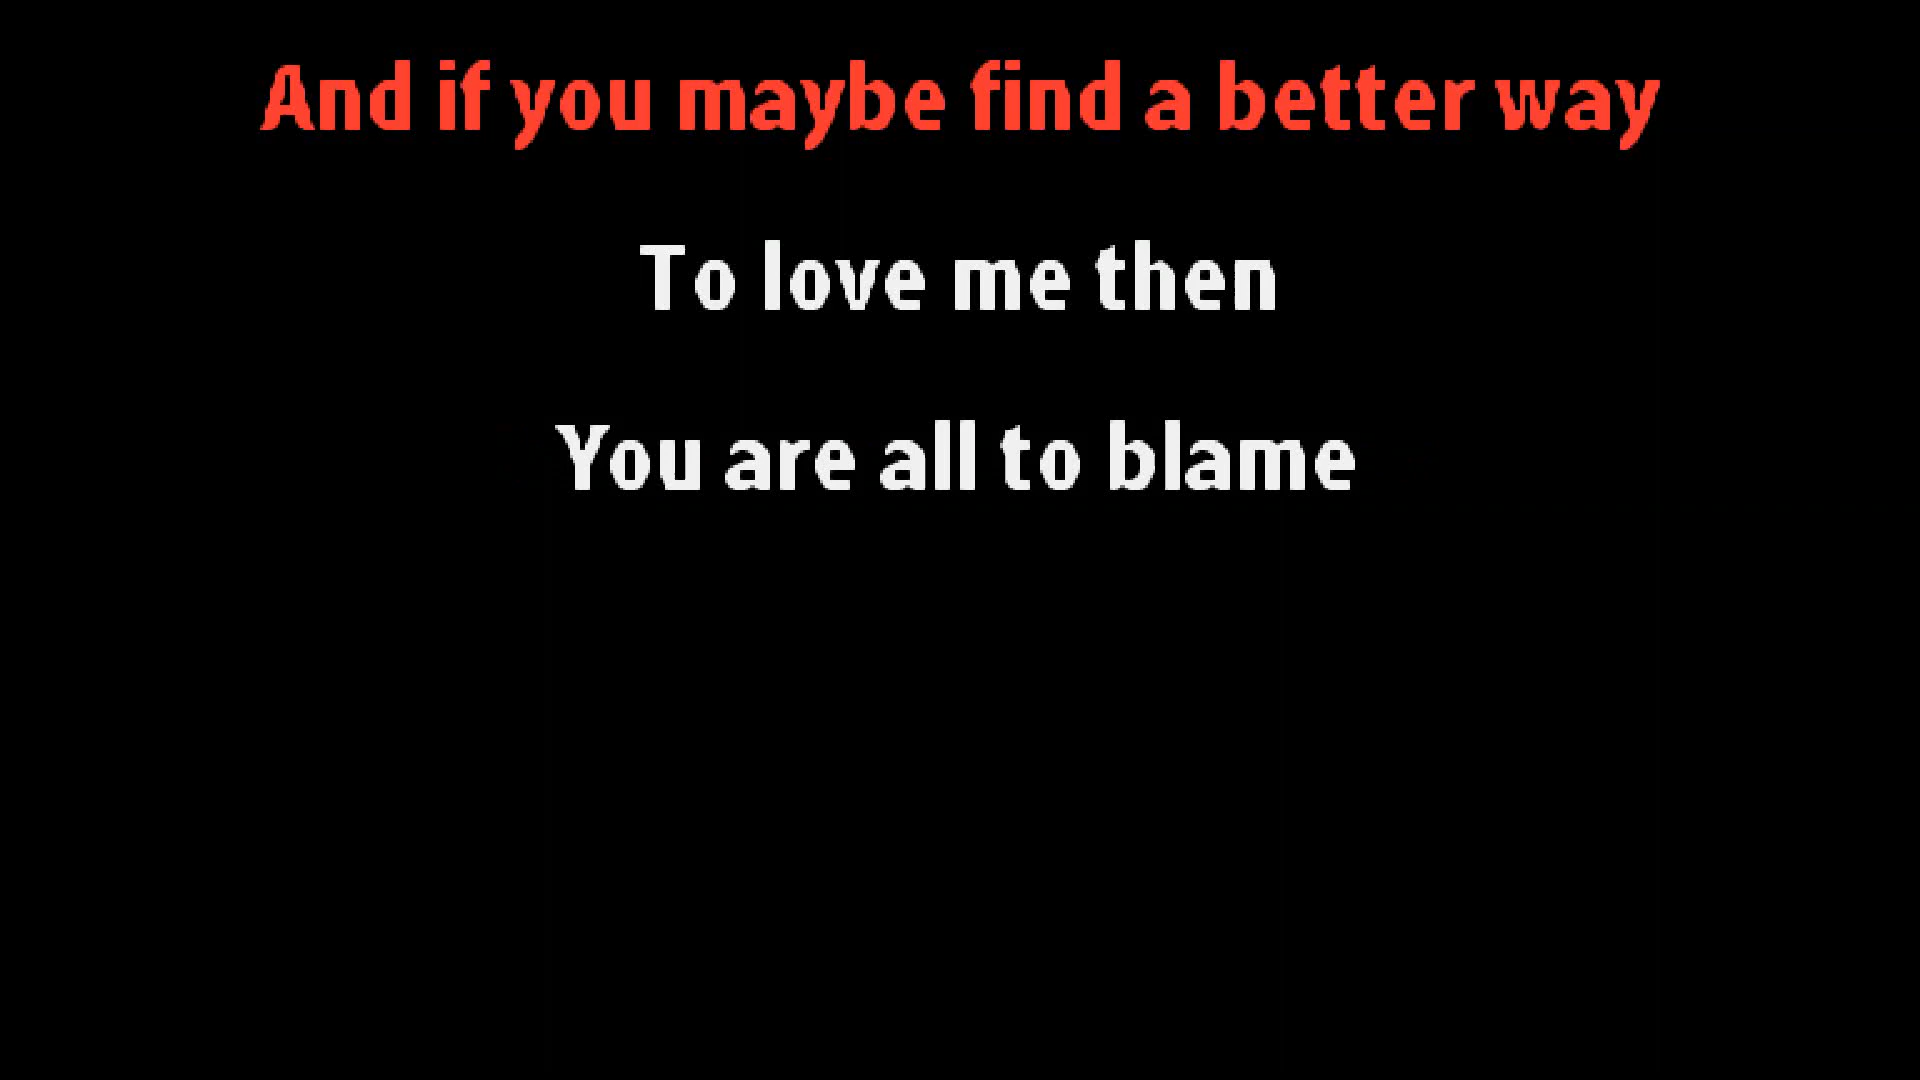 And if you maybe find a better way
To love me then
You are all to blame